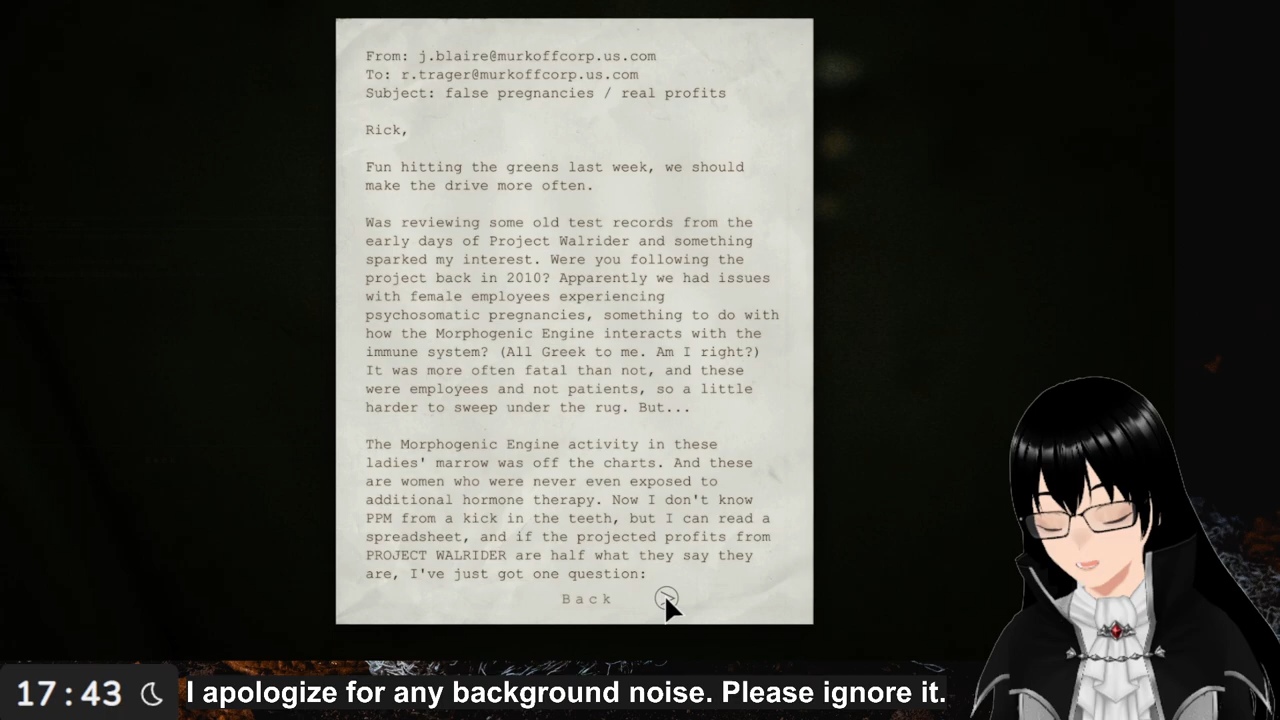 From: j.blaire@murkoffcorp.us.com
To: r.trager@murkoffcorp.us.com
Subject: false pregnancies / real profits
Rick,
Fun hitting the greens last week, we should
make the drive more often.
Was reviewing some old test records from the
early days of Project Walrider and something
sparked my interest. Were you following the
project back in 2010? Apparently we had issues
with female employees experiencing
psychosomatic pregnancies, something to do with
how the Morphogenic Engine interacts with the
immune system? (All Greek to me. Am I right?)
It was more often fatal than not, and these
were employees and not patients, so a little
harder to sweep under the rug. But...
The Morphogenic Engine activity in these
ladies' marrow was off the charts. And these
are women who were never even exposed to
additional hormone therapy. Now I don't know
PPM from a kick in the teeth, but I can read a
spreadsheet, and if the projected profits from
PROJECT WALRIDER are half what they say they
are, I've just got one question:
Back
17:43
I apologize for any background noise. Please ignore it.